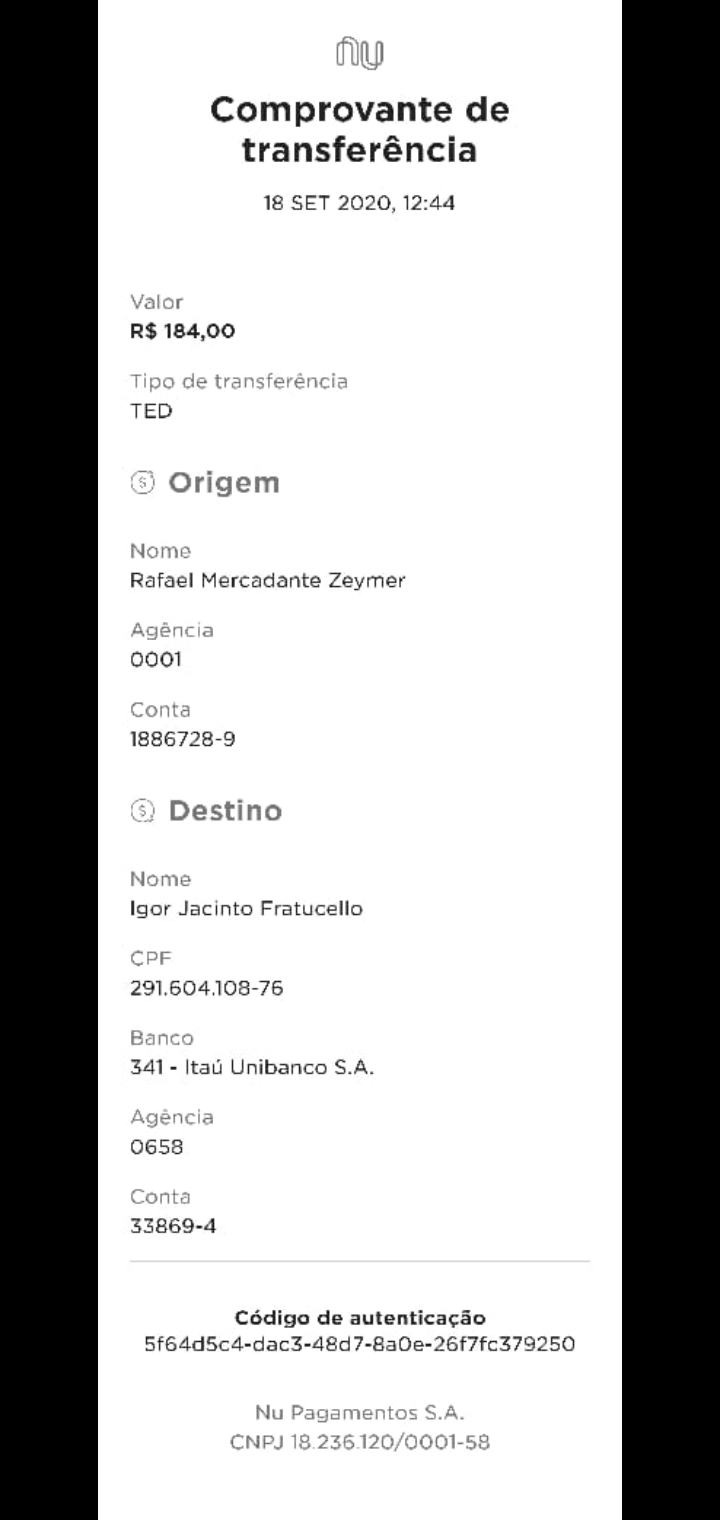 nu
Comprovante de
transferência
18 SET 2020, 12:44
Valor
R$ 184,00
Tipo de transferência
TED
Origem
Nome
Rafael Mercadante Zeymer
Agência
0001
Conta
1886728-9
Destino
Nome
Igor Jacinto Fratucello
CPF
291.604.108-76
Banco
341 - Itaú Unibanco S.A.
Agência
0658
Conta
33869-4
Código de autenticação
5f64d5c4-dac3-48d7-8a0e-26f7fc379250
Nu Pagamentos S.A.
CNPJ 18.236.120/0001-58